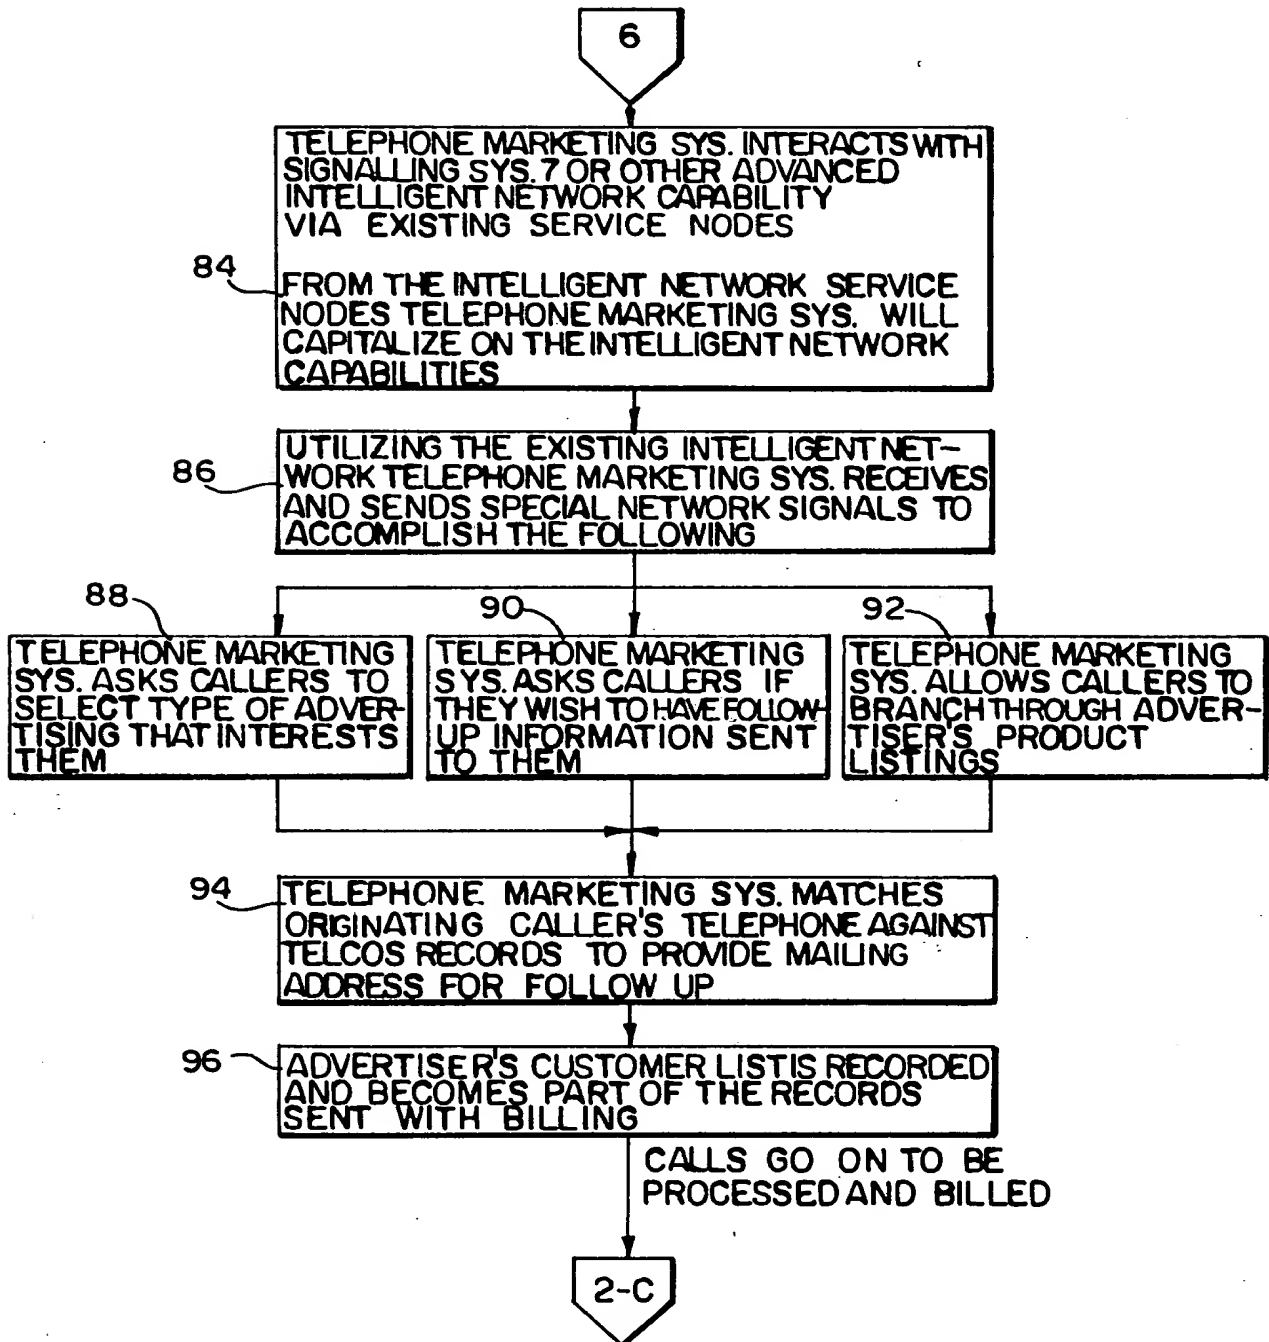 6
TELEPHONE MARKETING SYS. INTERACTS WITH
SIGNALLING SYS. 7 OR OTHER ADVANCED
INTELLIGENT NETWORK CAPABILITY
VIA EXISTING SERVICE NODES
84
FROM THE INTELLIGENT NETWORK SERVICE
NODES TELEPHONE MARKETING SYS. WILL
CAPITALIZE ON THE INTELLIGENT NETWORK
CAPABILITIES
86
UTILIZING THE EXISTING INTELLIGENT NET-
WORK TELEPHONE MARKETING SYS. RECEIVES
AND SENDS SPECIAL NETWORK SIGNALS TO
ACCOMPLISH THE FOLLOWING
88
TELEPHONE MARKETING
SYS. ASKS CALLERS TO
SELECT TYPE OF ADVER-
TISING THAT INTERESTS
THEM
90
TELEPHONE MARKETING
SYS. ASKS CALLERS IF
THEY WISH TO HAVE FOLLOW-
UP INFORMATION SENT
TO THEM
92
TELEPHONE MARKETING
SYS. ALLOWS CALLERS TO
BRANCH THROUGH ADVER-
TISER'S PRODUCT
LISTINGS
94
TELEPHONE MARKETING SYS. MATCHES
ORIGINATING CALLER'S TELEPHONE AGAINST
TELCOS RECORDS TO PROVIDE MAILING
ADDRESS FOR FOLLOW UP
96
ADVERTISER'S CUSTOMER LIST IS RECORDED
AND BECOMES PART OF THE RECORDS
SENT WITH BILLING
CALLS GO ON TO BE
PROCESSED AND BILLED
2-C